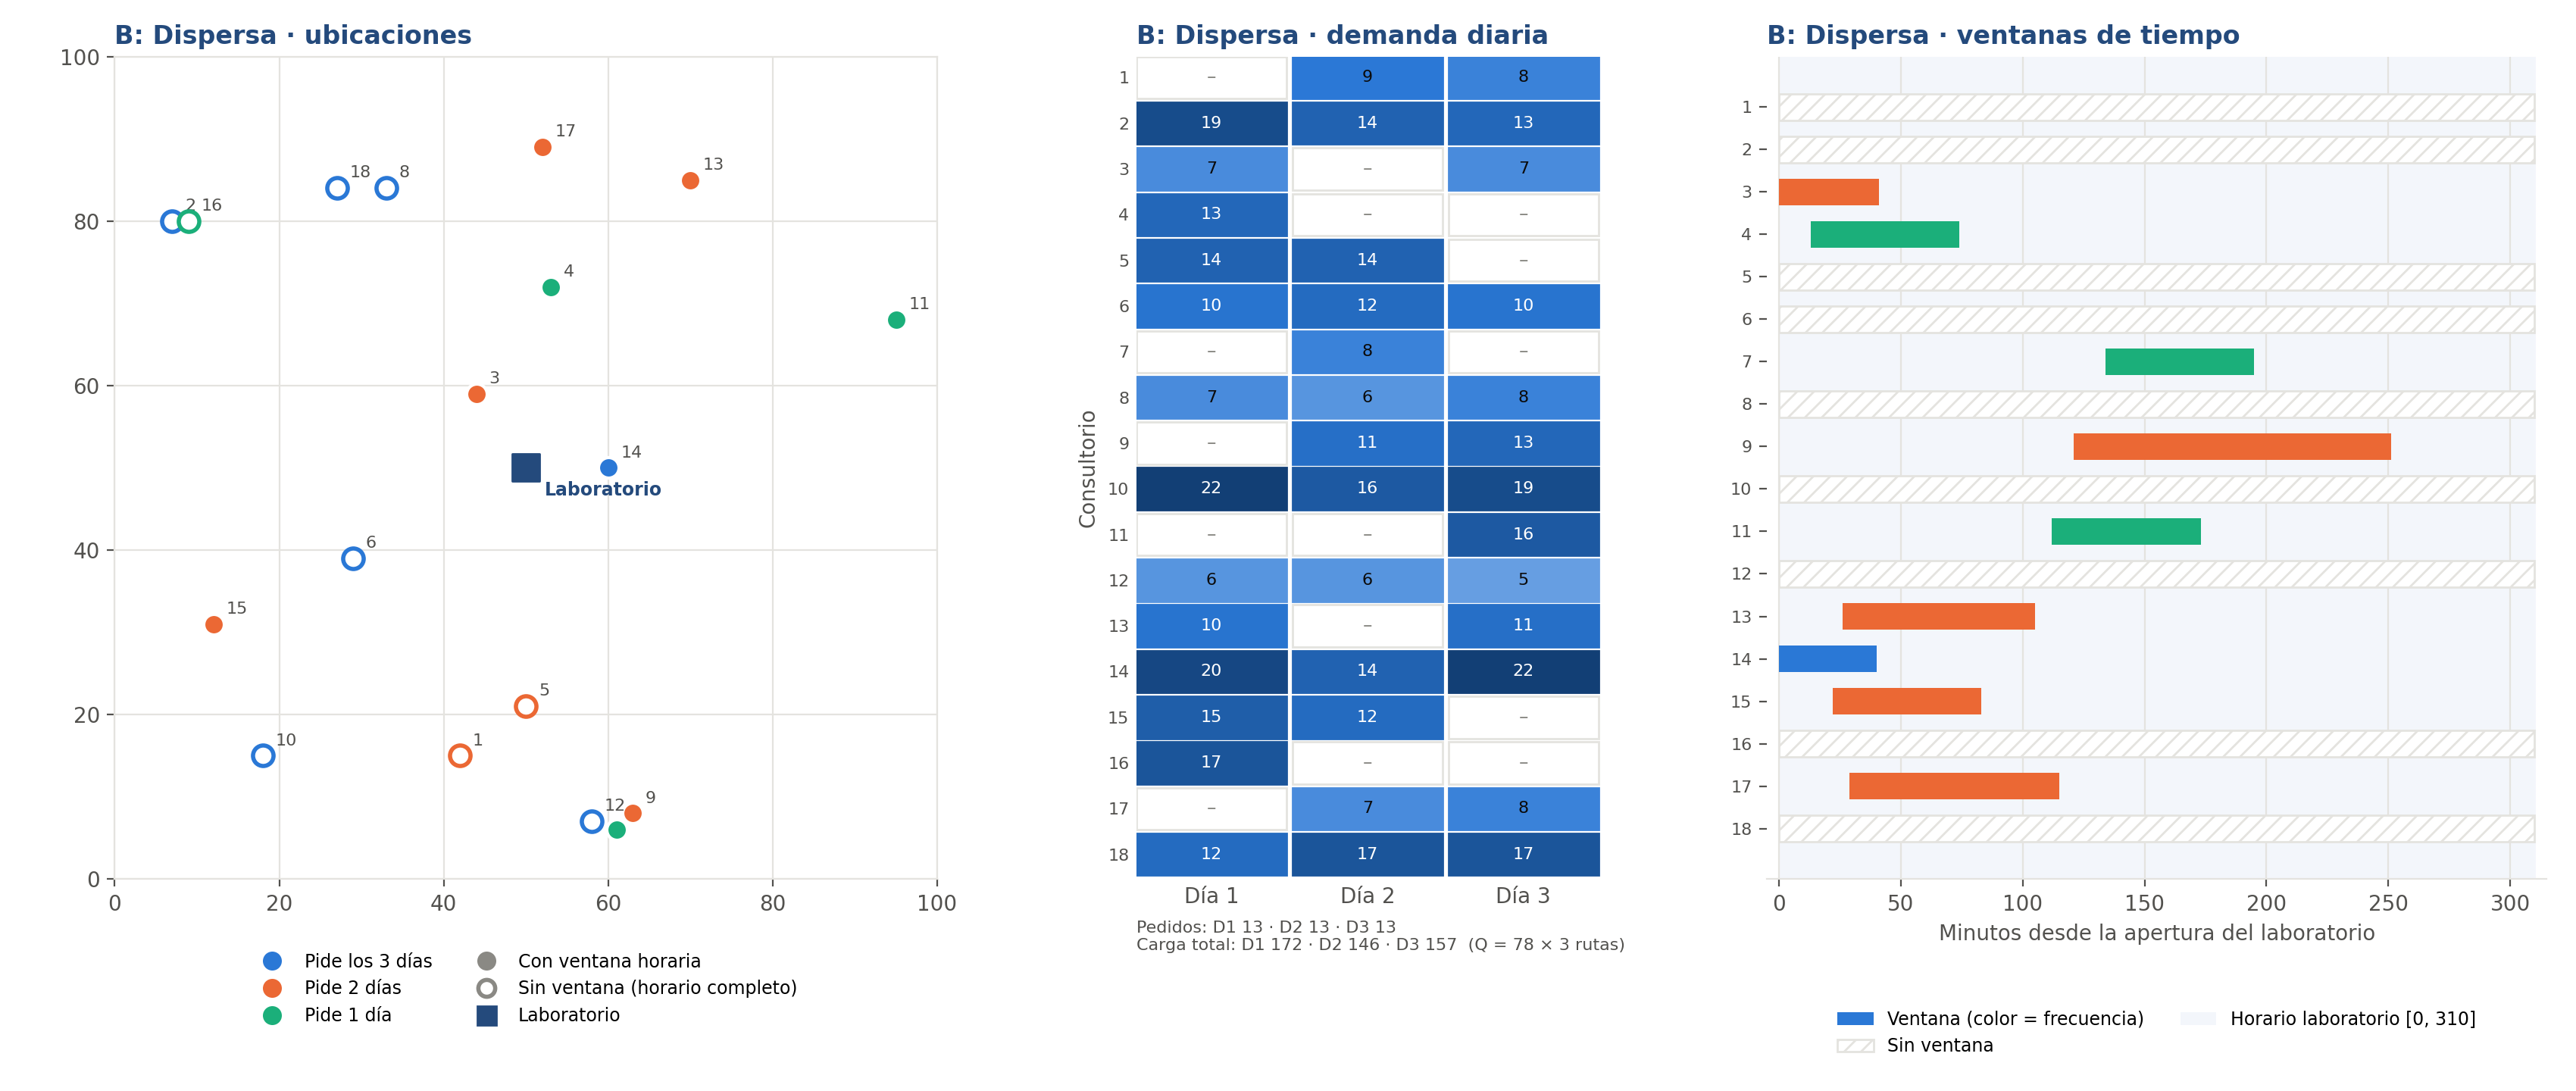 B: Dispersa · ubicaciones
100
80
60
40
20
0
0 20 40 60 80 100
17
13
18
8
2
16
4
11
3
14
Laboratorio
6
15
5
10
1
12
9
Pide los 3 días
Pide 2 días
Pide 1 día
Con ventana horaria
Sin ventana (horario completo)
Laboratorio
B: Dispersa · demanda diaria
Consultorio
1 – 9 8
2 19 14 13
3 7 – 7
4 13 – –
5 14 14 –
6 10 12 10
7 – 8 –
8 7 6 8
9 – 11 13
10 22 16 19
11 – – 16
12 6 6 5
13 10 – 11
14 20 14 22
15 15 12 –
16 17 – –
17 – 7 8
18 12 17 17
Día 1 Día 2 Día 3
Pedidos: D1 13 · D2 13 · D3 13
Carga total: D1 172 · D2 146 · D3 157 (Q = 78 × 3 rutas)
B: Dispersa · ventanas de tiempo
1
2
3
4
5
6
7
8
9
10
11
12
13
14
15
16
17
18
0 50 100 150 200 250 300
Minutos desde la apertura del laboratorio
Ventana (color = frecuencia)
Sin ventana
Horario laboratorio [0, 310]